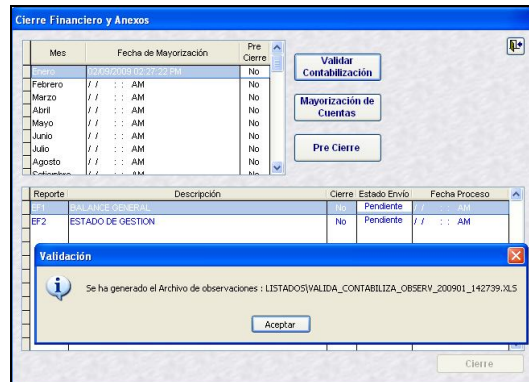 Cierre Financiero y Anexos
Mes Fecha de Mayorización Pre Cierre
Enero 02/09/2009 02:27:22 PM No
Febrero / / : : AM No
Marzo / / : : AM No
Abril / / : : AM No
Mayo / / : : AM No
Junio / / : : AM No
Julio / / : : AM No
Agosto / / : : AM No
Setiembre / / : : AM No
Validar Contabilización
Mayorización de Cuentas
Pre Cierre
Reporte Descripción Cierre Estado Envío Fecha Proceso
EF1 BALANCE GENERAL No Pendiente / / : : AM
EF2 ESTADO DE GESTION No Pendiente / / : : AM
Validación
Se ha generado el Archivo de observaciones : LISTADOS\VALIDA_CONTABILIZA_OBSERV_200901_142739.XLS
Aceptar
Cierre